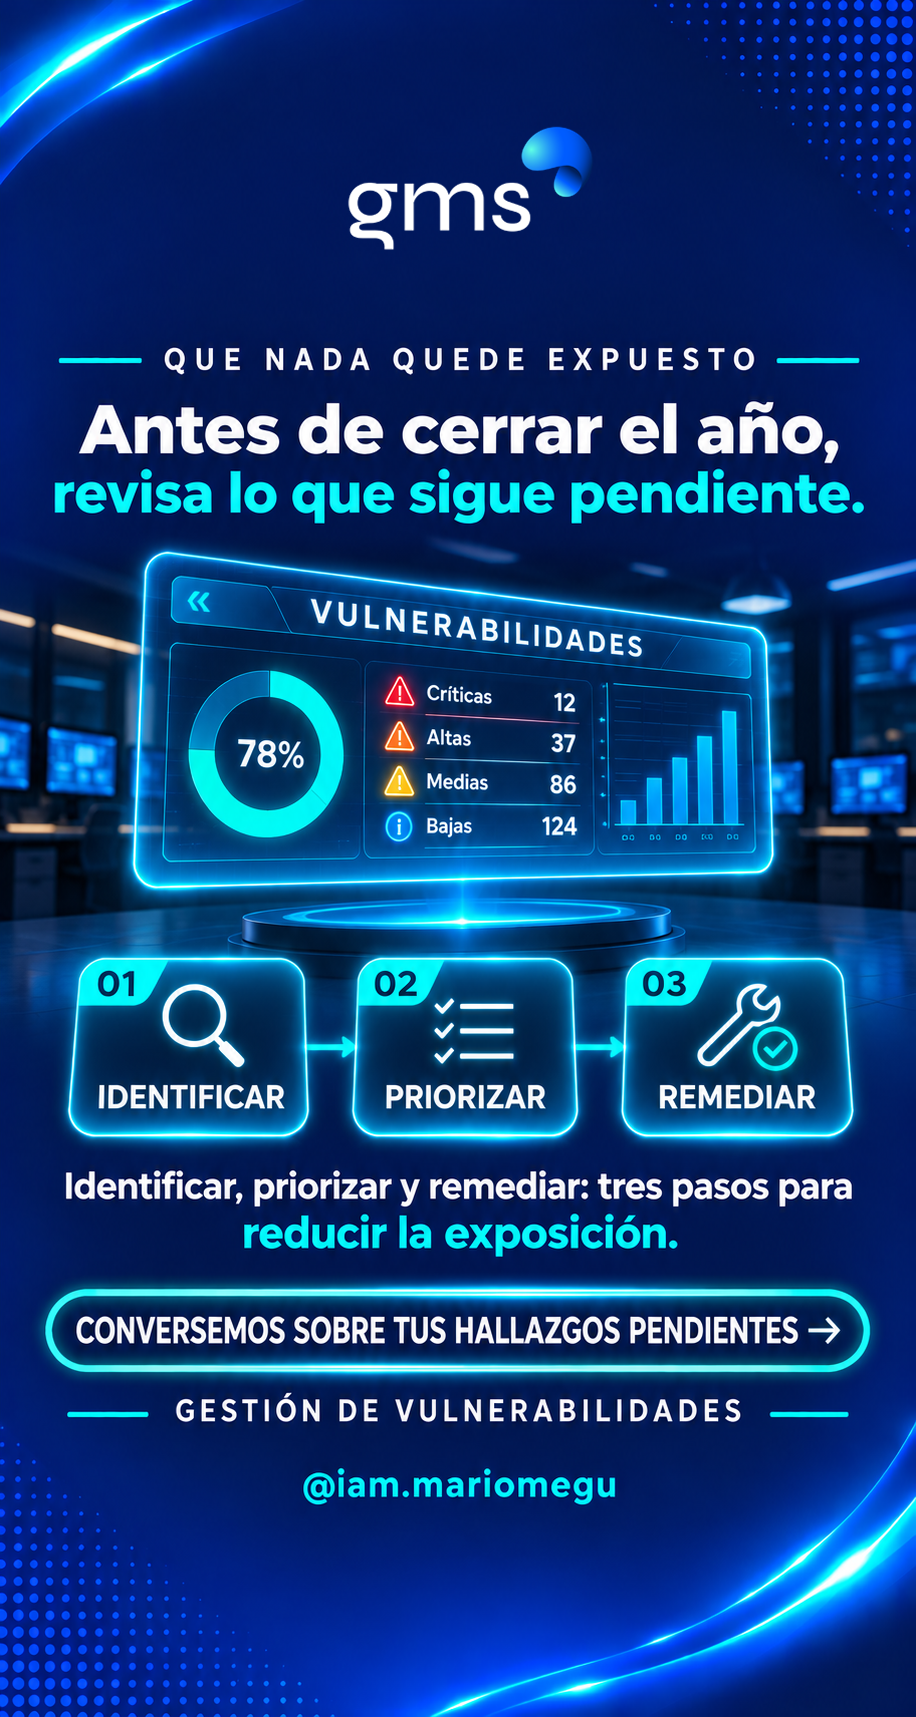 gms
QUE NADA QUEDE EXPUESTO
Antes de cerrar el año,
revisa lo que sigue pendiente.
VULNERABILIDADES
78%
Críticas 12
Altas 37
Medias 86
Bajas 124
01
IDENTIFICAR
02
PRIORIZAR
03
REMEDIAR
Identificar, priorizar y remediar: tres pasos para
reducir la exposición.
CONVERSEMOS SOBRE TUS HALLAZGOS PENDIENTES →
GESTIÓN DE VULNERABILIDADES
@iam.mariomegu